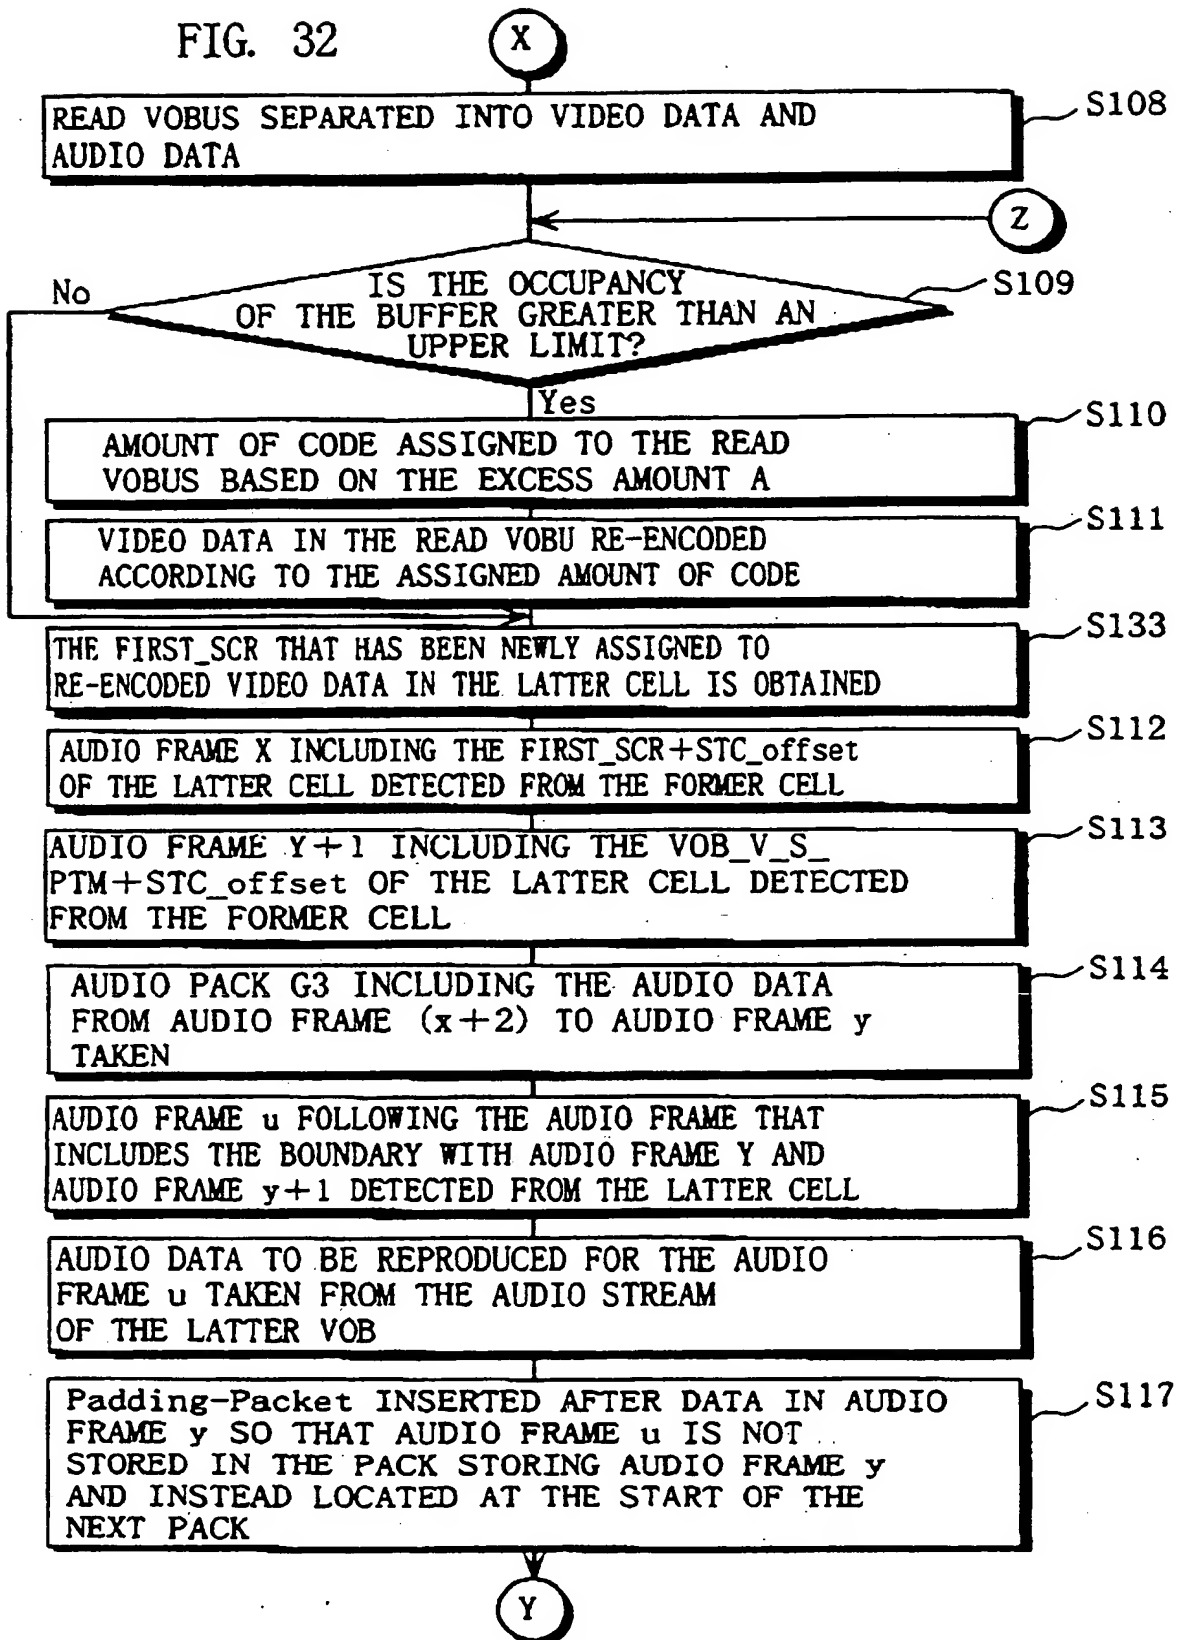 FIG. 32
X
READ VOBUS SEPARATED INTO VIDEO DATA AND
AUDIO DATA
S108
Z
IS THE OCCUPANCY
OF THE BUFFER GREATER THAN AN
UPPER LIMIT?
S109
No
Yes
AMOUNT OF CODE ASSIGNED TO THE READ
VOBUS BASED ON THE EXCESS AMOUNT A
S110
VIDEO DATA IN THE READ VOBU RE-ENCODED
ACCORDING TO THE ASSIGNED AMOUNT OF CODE
S111
THE FIRST_SCR THAT HAS BEEN NEWLY ASSIGNED TO
RE-ENCODED VIDEO DATA IN THE LATTER CELL IS OBTAINED
S133
AUDIO FRAME X INCLUDING THE FIRST_SCR+STC_offset
OF THE LATTER CELL DETECTED FROM THE FORMER CELL
S112
AUDIO FRAME Y+1 INCLUDING THE VOB_V_S_
PTM+STC_offset OF THE LATTER CELL DETECTED
FROM THE FORMER CELL
S113
AUDIO PACK G3 INCLUDING THE AUDIO DATA
FROM AUDIO FRAME (x+2) TO AUDIO FRAME y
TAKEN
S114
AUDIO FRAME u FOLLOWING THE AUDIO FRAME THAT
INCLUDES THE BOUNDARY WITH AUDIO FRAME Y AND
AUDIO FRAME y+1 DETECTED FROM THE LATTER CELL
S115
AUDIO DATA TO BE REPRODUCED FOR THE AUDIO
FRAME u TAKEN FROM THE AUDIO STREAM
OF THE LATTER VOB
S116
Padding-Packet INSERTED AFTER DATA IN AUDIO
FRAME y SO THAT AUDIO FRAME u IS NOT
STORED IN THE PACK STORING AUDIO FRAME y
AND INSTEAD LOCATED AT THE START OF THE
NEXT PACK
S117
Y